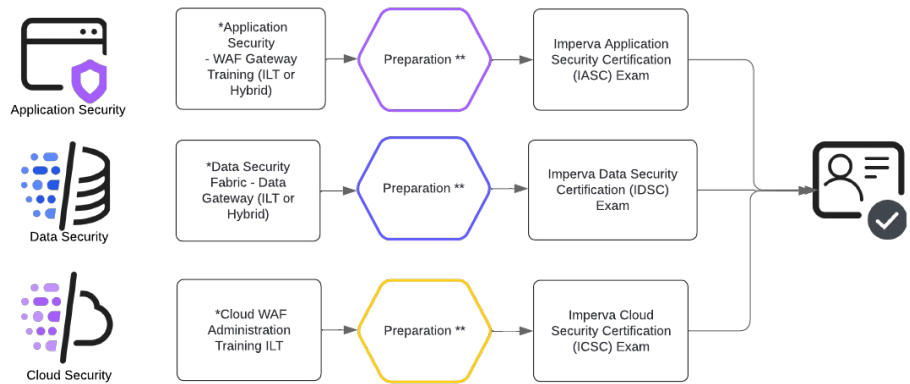 Application Security
*Application
Security
- WAF Gateway
Training (ILT or
Hybrid)
Preparation **
Imperva Application
Security Certification
(IASC) Exam
Data Security
*Data Security
Fabric - Data
Gateway (ILT or
Hybrid)
Preparation **
Imperva Data Security
Certification (IDSC)
Exam
Cloud Security
*Cloud WAF
Administration
Training ILT
Preparation **
Imperva Cloud
Security Certification
(ICSC) Exam